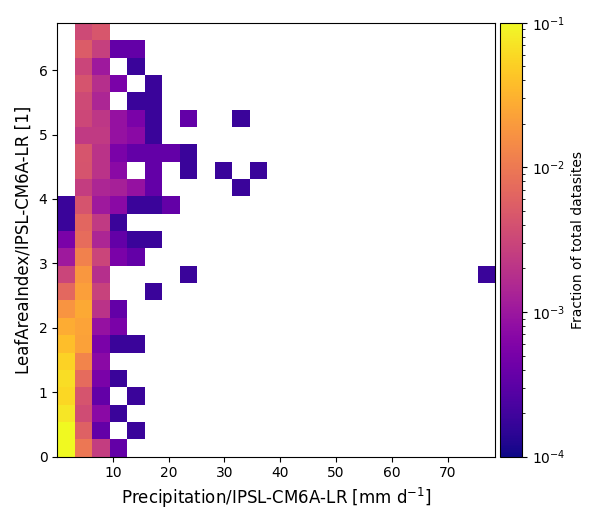 LeafAreaIndex/IPSL-CM6A-LR [1]
6
5
4
3
2
1
0
10 20 30 40 50 60 70
Precipitation/IPSL-CM6A-LR [mm d⁻¹]
10⁻¹
10⁻²
10⁻³
10⁻⁴
Fraction of total datasites